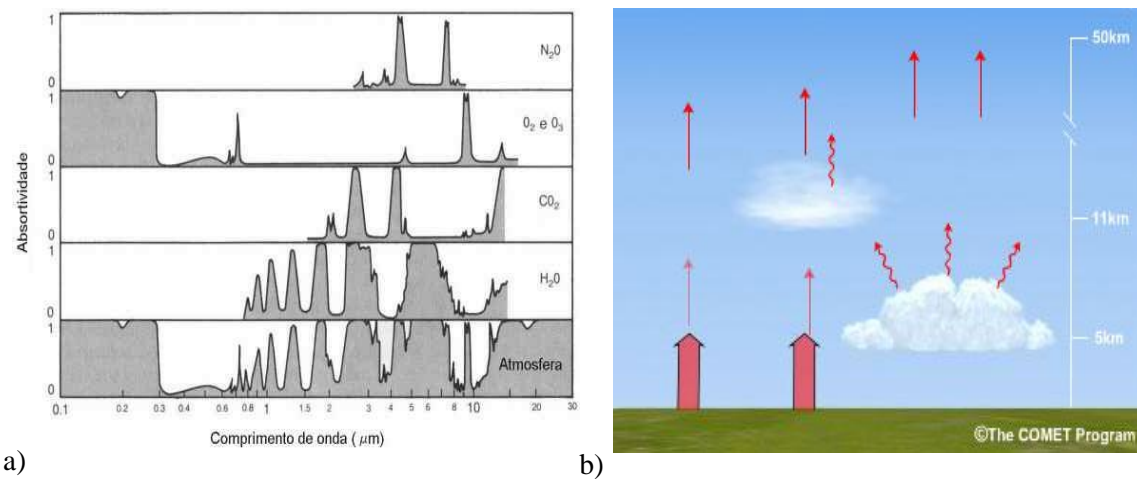 1
N₂0
0
1
0₂ e 0₃
0
1
C0₂
0
1
H₂0
0
1
Atmosfera
0
0.1 0.2 0.3 0.4 0.6 0.8 1 1.5 2 3 4 5 6 8 10 20 30
Absortividade
Comprimento de onda ( μm)
a)
50km
11km
5km
©The COMET Program
b)